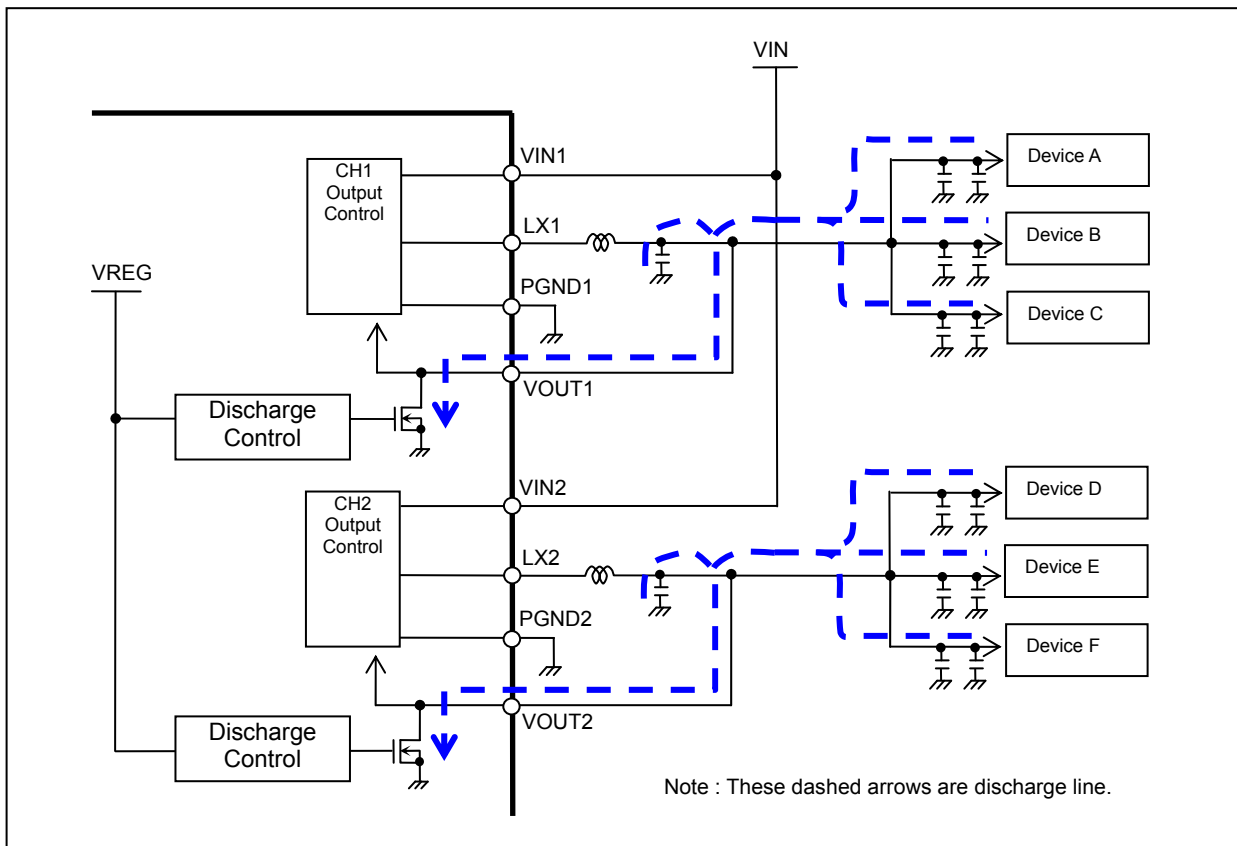 VIN
VIN1
CH1
Output
Control
Device A
LX1
Device B
VREG
PGND1
Device C
VOUT1
Discharge
Control
VIN2
CH2
Output
Control
Device D
LX2
Device E
PGND2
Device F
VOUT2
Discharge
Control
Note : These dashed arrows are discharge line.